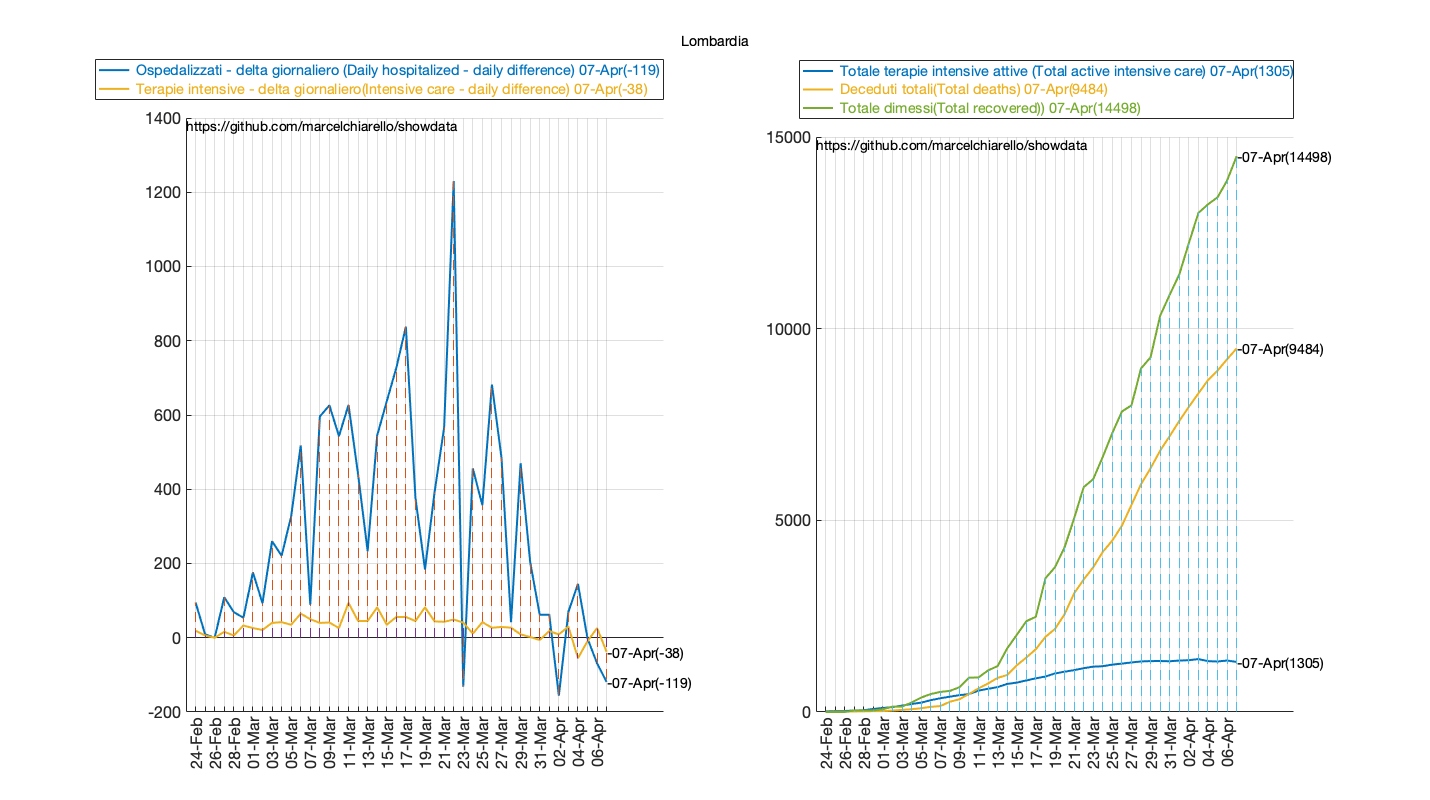 Lombardia
Ospedalizzati - delta giornaliero (Daily hospitalized - daily difference) 07-Apr(-119)
Terapie intensive - delta giornaliero(Intensive care - daily difference) 07-Apr(-38)
https://github.com/marcelchiarello/showdata
1400
1200
1000
800
600
400
200
0
-200
-07-Apr(-38)
-07-Apr(-119)
24-Feb
26-Feb
28-Feb
01-Mar
03-Mar
05-Mar
07-Mar
09-Mar
11-Mar
13-Mar
15-Mar
17-Mar
19-Mar
21-Mar
23-Mar
25-Mar
27-Mar
29-Mar
31-Mar
02-Apr
04-Apr
06-Apr
Totale terapie intensive attive (Total active intensive care) 07-Apr(1305)
Deceduti totali(Total deaths) 07-Apr(9484)
Totale dimessi(Total recovered)) 07-Apr(14498)
https://github.com/marcelchiarello/showdata
15000
10000
5000
0
-07-Apr(14498)
-07-Apr(9484)
-07-Apr(1305)
24-Feb
26-Feb
28-Feb
01-Mar
03-Mar
05-Mar
07-Mar
09-Mar
11-Mar
13-Mar
15-Mar
17-Mar
19-Mar
21-Mar
23-Mar
25-Mar
27-Mar
29-Mar
31-Mar
02-Apr
04-Apr
06-Apr